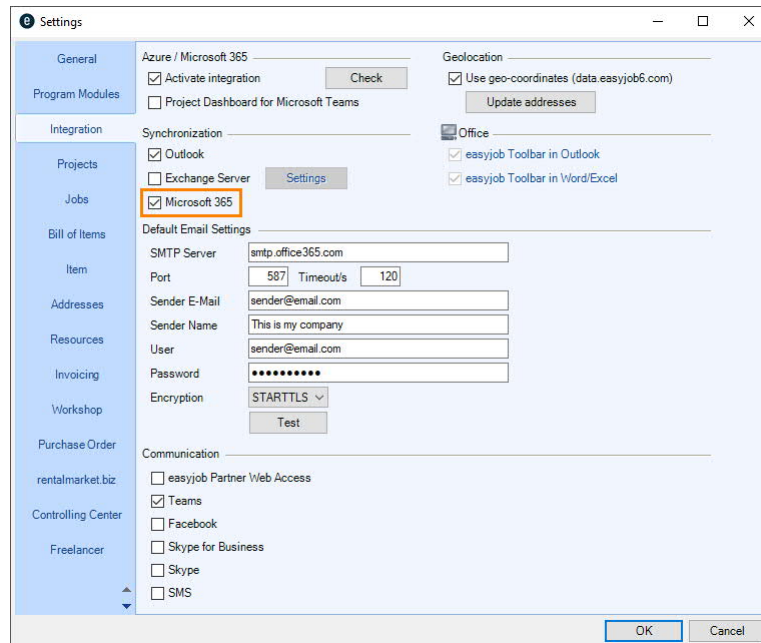 Settings
General
Program Modules
Integration
Projects
Jobs
Bill of Items
Item
Addresses
Resources
Invoicing
Workshop
Purchase Order
rentalmarket.biz
Controlling Center
Freelancer
Azure / Microsoft 365
Activate integration
Check
Project Dashboard for Microsoft Teams
Geolocation
Use geo-coordinates (data.easyjob6.com)
Update addresses
Synchronization
Outlook
Exchange Server
Settings
Microsoft 365
Office
easyjob Toolbar in Outlook
easyjob Toolbar in Word/Excel
Default Email Settings
SMTP Server smtp.office365.com
Port 587 Timeout/s 120
Sender E-Mail sender@email.com
Sender Name This is my company
User sender@email.com
Password ••••••••••
Encryption STARTTLS
Test
Communication
easyjob Partner Web Access
Teams
Facebook
Skype for Business
Skype
SMS
OK Cancel